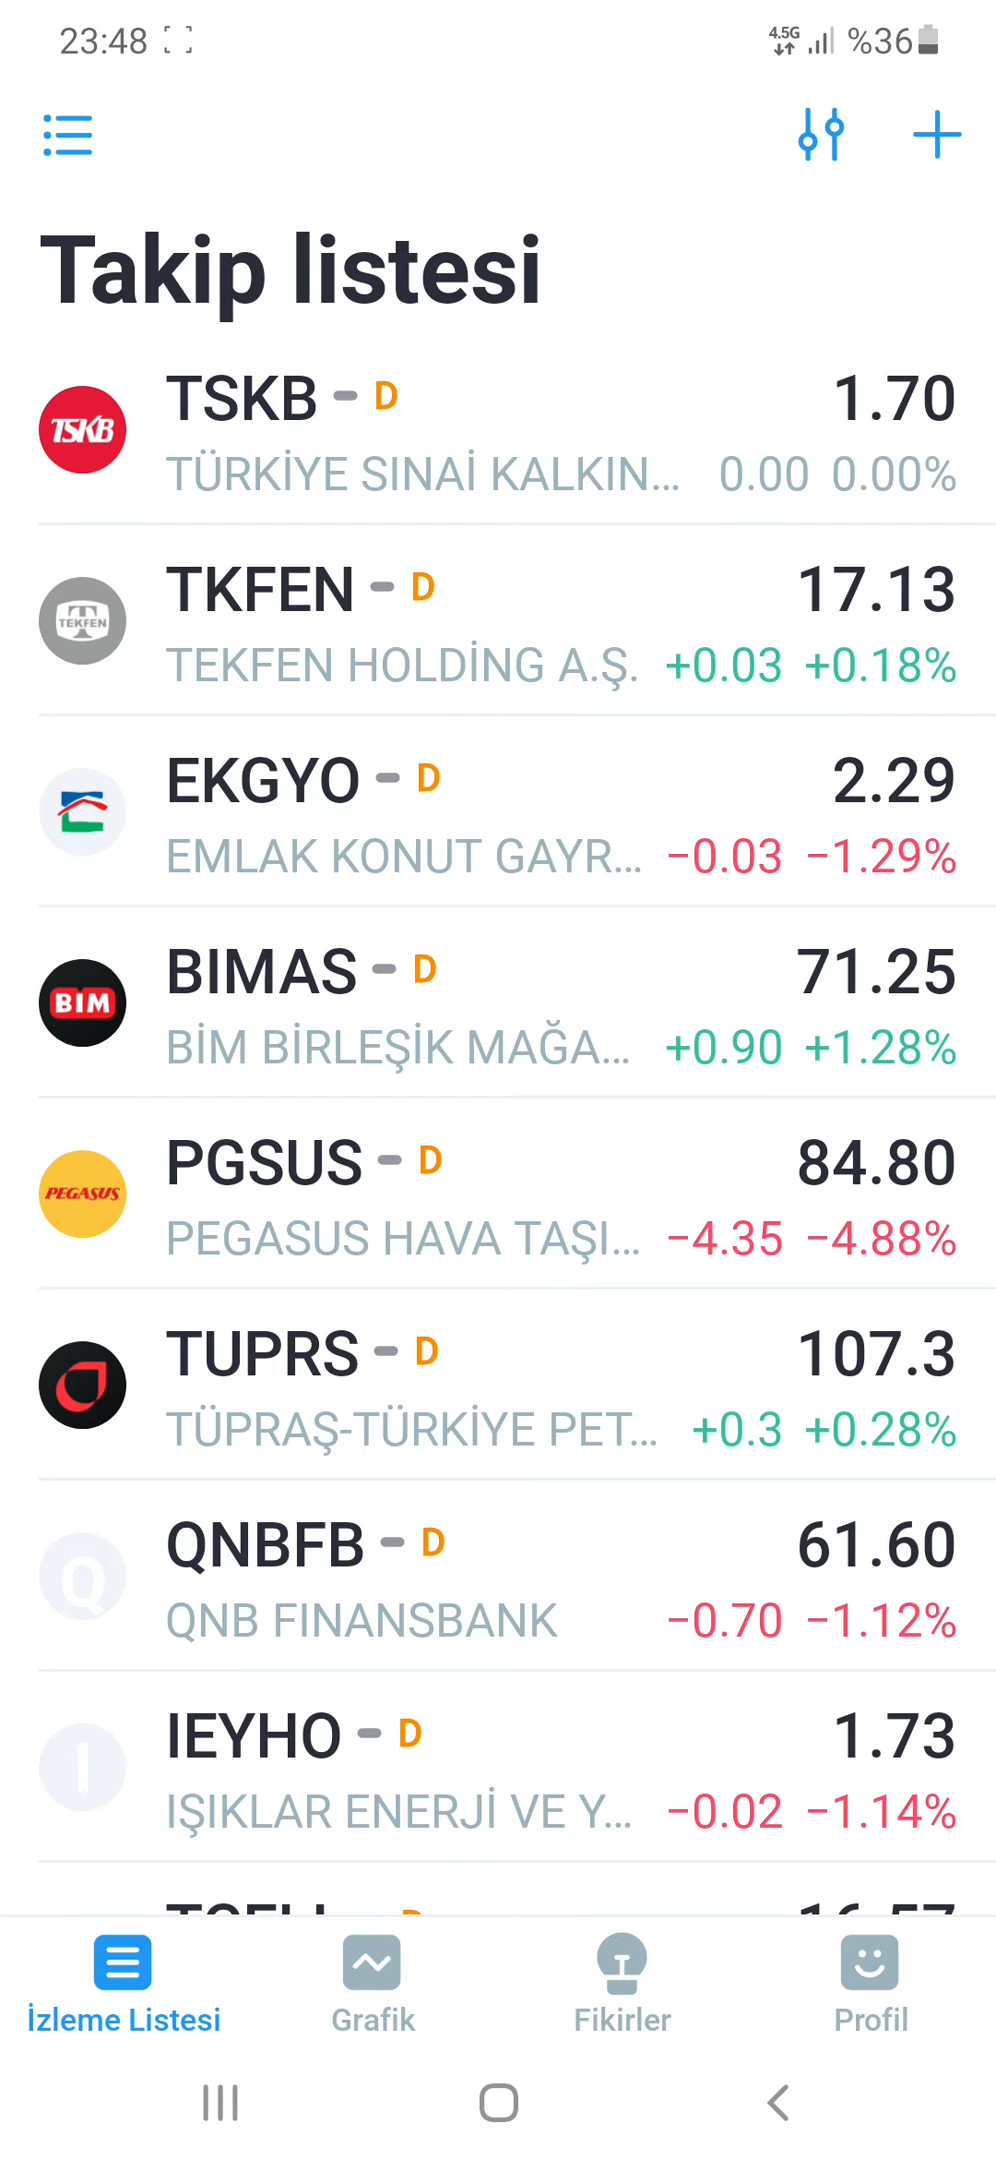 23:48 4.5G %36
Takip listesi
TSKB
TSKB D 1.70
TÜRKİYE SINAİ KALKIN... 0.00 0.00%
TEKFEN
TKFEN D 17.13
TEKFEN HOLDİNG A.Ş. +0.03 +0.18%
EKGYO D 2.29
EMLAK KONUT GAYR... −0.03 −1.29%
BIM
BIMAS D 71.25
BİM BİRLEŞİK MAĞA... +0.90 +1.28%
PEGASUS
PGSUS D 84.80
PEGASUS HAVA TAŞI... −4.35 −4.88%
TUPRS D 107.3
TÜPRAŞ-TÜRKİYE PET... +0.3 +0.28%
Q
QNBFB D 61.60
QNB FINANSBANK −0.70 −1.12%
I
IEYHO D 1.73
IŞIKLAR ENERJİ VE Y... −0.02 −1.14%
İzleme Listesi Grafik Fikirler Profil